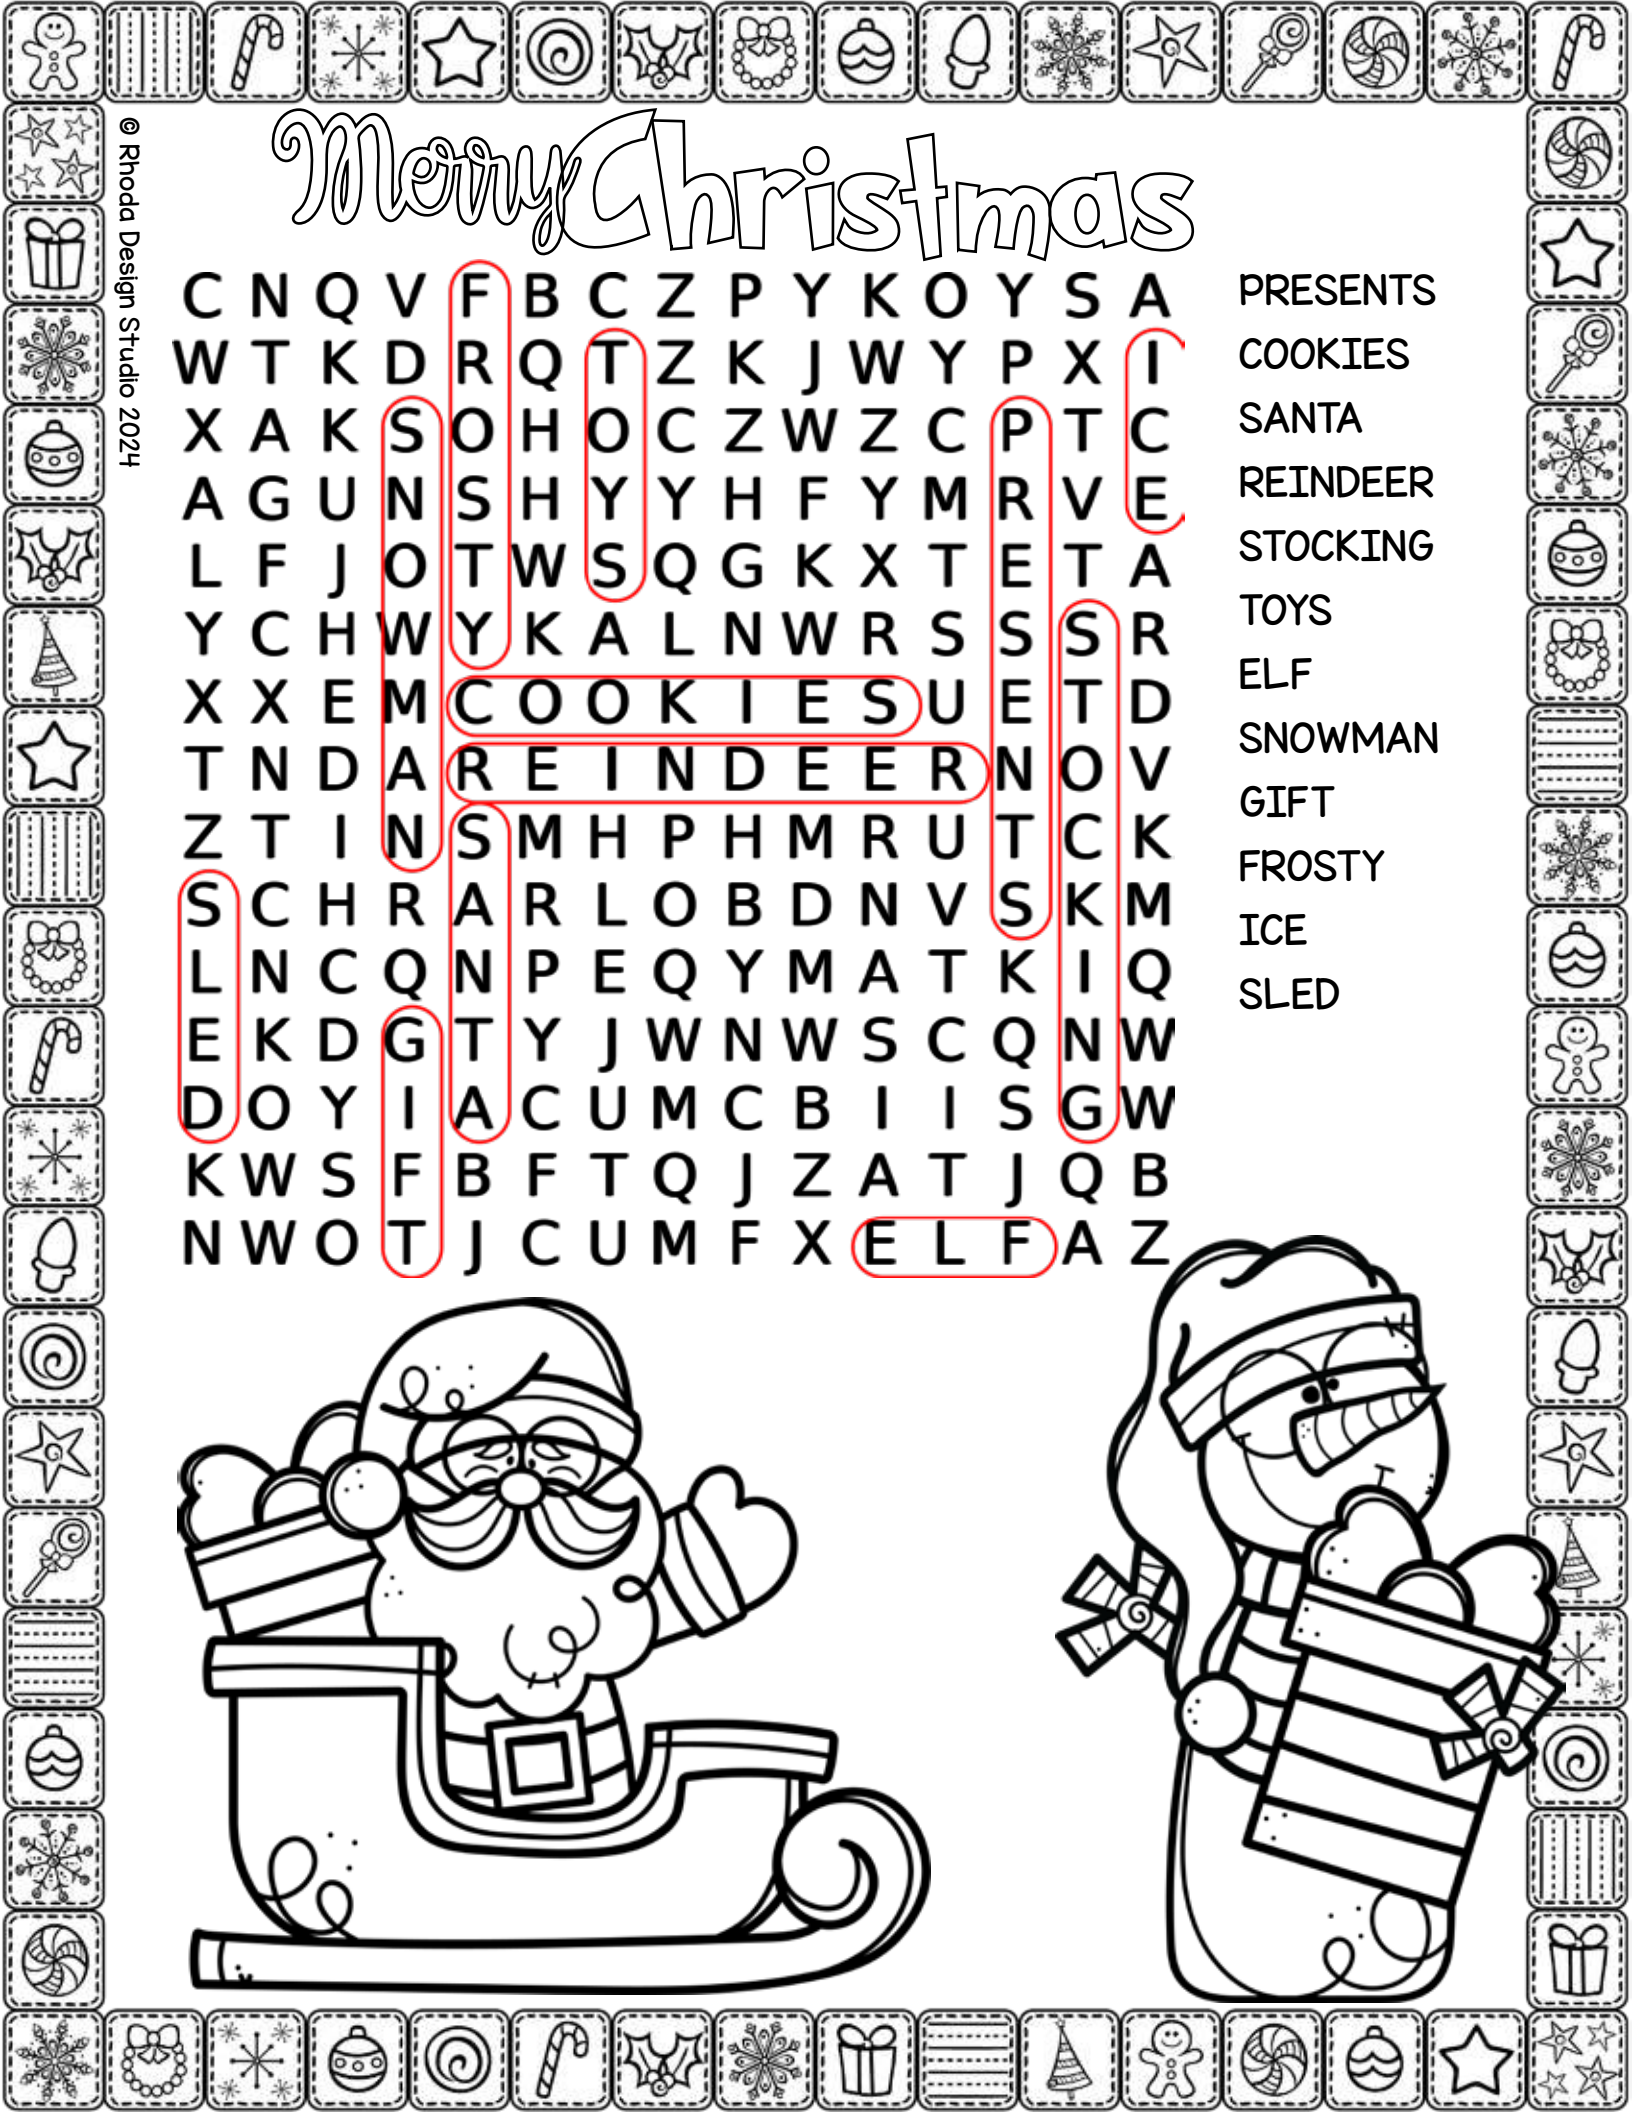 Merry Christmas
© Rhoda Design Studio 2024
C N Q V F B C Z P Y K O Y S A
W T K D R Q T Z K J W Y P X I
X A K S O H O C Z W Z C P T C
A G U N S H Y Y H F Y M R V E
L F J O T W S Q G K X T E T A
Y C H W Y K A L N W R S S S R
X X E M C O O K I E S U E T D
T N D A R E I N D E E R N O V
Z T I N S M H P H M R U T C K
S C H R A R L O B D N V S K M
L N C Q N P E Q Y M A T K I Q
E K D G T Y J W N W S C Q N W
D O Y I A C U M C B I I S G W
K W S F B F T Q J Z A T J Q B
N W O T J C U M F X E L F A Z
PRESENTS
COOKIES
SANTA
REINDEER
STOCKING
TOYS
ELF
SNOWMAN
GIFT
FROSTY
ICE
SLED